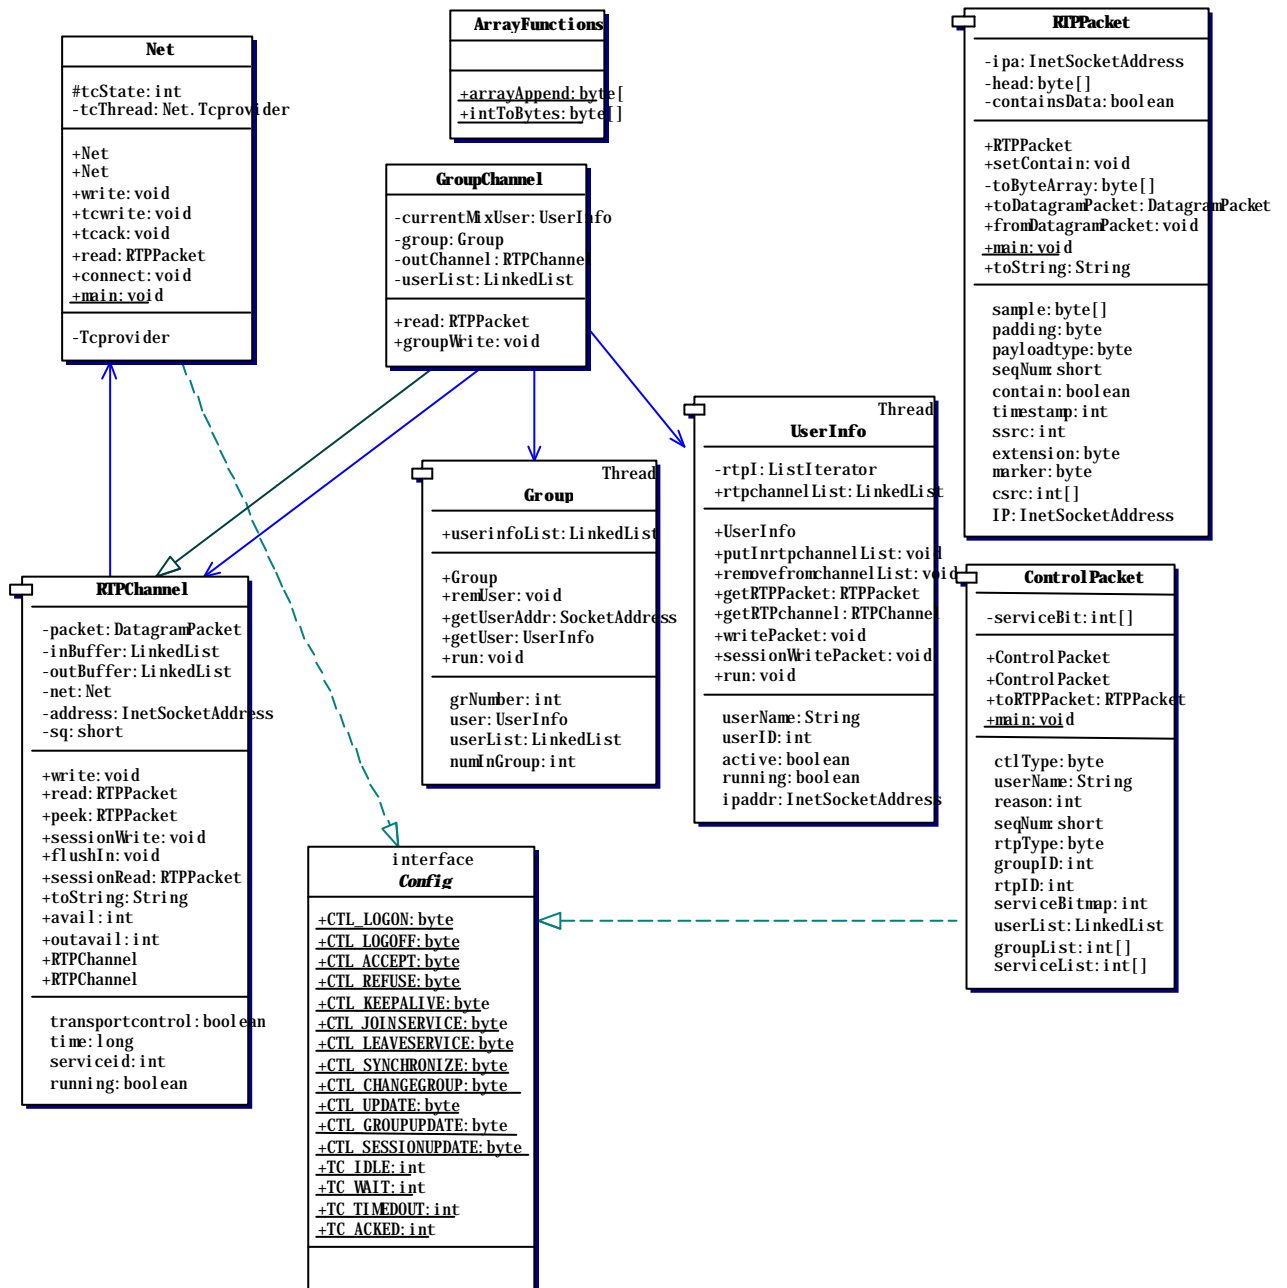 Net
#tcState:int
-tcThread:Net.Tcprovider
+Net
+Net
+write:void
+tcwrite:void
+tcack:void
+read:RTPPacket
+connect:void
+main:void
-Tcprovider
ArrayFunctions
+arrayAppend:byte[
+intToBytes:byte[]
GroupChannel
-currentMixUser:UserInfo
-group:Group
-outChannel:RTPChannel
-userList:LinkedList
+read:RTPPacket
+groupWrite:void
RTPPacket
-ipa:InetSocketAddress
-head:byte[]
-containsData:boolean
+RTPPacket
+setContain:void
-toByteArray:byte[]
+toDatagramPacket:DatagramPacket
+fromDatagramPacket:void
+main:void
+toString:String
sample:byte[]
padding:byte
payloadtype:byte
seqNum:short
contain:boolean
timestamp:int
ssrc:int
extension:byte
marker:byte
csrc:int[]
IP:InetSocketAddress
Thread
UserInfo
-rtpI:ListIterator
+rtpchannelList:LinkedList
+UserInfo
+putInrtpchannelList:void
+removefromchannelList:void
+getRTPPacket:RTPPacket
+getRTPchannel:RTPChannel
+writePacket:void
+sessionWritePacket:void
+run:void
userName:String
userID:int
active:boolean
running:boolean
ipaddr:InetSocketAddress
Thread
Group
+userinfoList:LinkedList
+Group
+remUser:void
+getUserAddr:SocketAddress
+getUser:UserInfo
+run:void
grNumber:int
user:UserInfo
userList:LinkedList
numInGroup:int
RTPChannel
-packet:DatagramPacket
-inBuffer:LinkedList
-outBuffer:LinkedList
-net:Net
-address:InetSocketAddress
-sq:short
+write:void
+read:RTPPacket
+peek:RTPPacket
+sessionWrite:void
+flushIn:void
+sessionRead:RTPPacket
+toString:String
+avail:int
+outavail:int
+RTPChannel
+RTPChannel
transportcontrol:boolean
time:long
serviceid:int
running:boolean
ControlPacket
-serviceBit:int[]
+ControlPacket
+ControlPacket
+toRTPPacket:RTPPacket
+main:void
ctlType:byte
userName:String
reason:int
seqNum:short
rtpType:byte
groupID:int
rtpID:int
serviceBitmap:int
userList:LinkedList
groupList:int[]
serviceList:int[]
interface
Config
+CTL_LOGON:byte
+CTL_LOGOFF:byte
+CTL_ACCEPT:byte
+CTL_REFUSE:byte
+CTL_KEEPALIVE:byte
+CTL_JOINSERVICE:byte
+CTL_LEAVESERVICE:byte
+CTL_SYNCHRONIZE:byte
+CTL_CHANGEGROUP:byte
+CTL_UPDATE:byte
+CTL_GROUPUPDATE:byte
+CTL_SESSIONUPDATE:byte
+TC_IDLE:int
+TC_WAIT:int
+TC_TIMEDOUT:int
+TC_ACKED:int